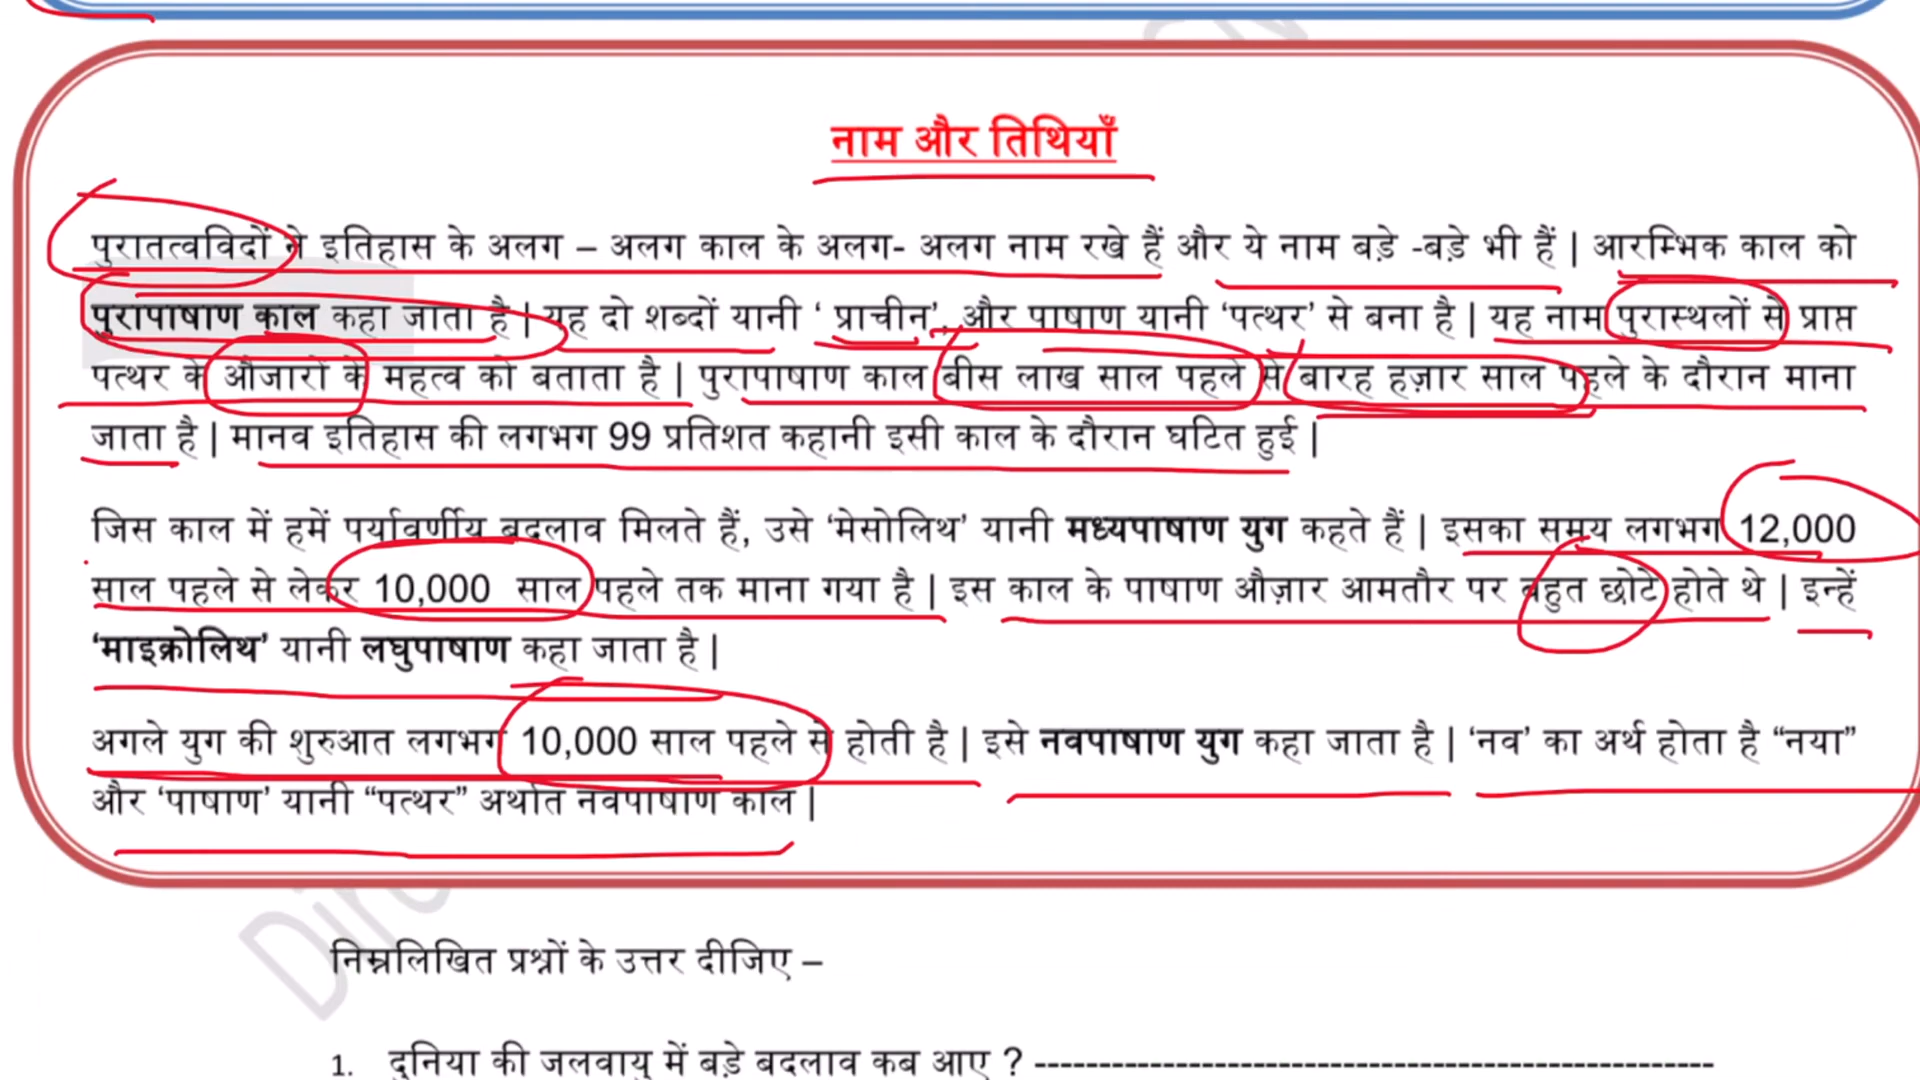 नाम और तिथियाँ
पुरातत्वविदों ने इतिहास के अलग – अलग काल के अलग- अलग नाम रखे हैं और ये नाम बड़े -बड़े भी हैं | आरम्भिक काल को
पुरापाषाण काल कहा जाता है | यह दो शब्दों यानी ‘ प्राचीन’, और पाषाण यानी ‘पत्थर’ से बना है | यह नाम पुरास्थलों से प्राप्त
पत्थर के औजारों के महत्व को बताता है | पुरापाषाण काल बीस लाख साल पहले से बारह हज़ार साल पहले के दौरान माना
जाता है | मानव इतिहास की लगभग 99 प्रतिशत कहानी इसी काल के दौरान घटित हुई |
जिस काल में हमें पर्यावर्णीय बदलाव मिलते हैं, उसे ‘मेसोलिथ’ यानी मध्यपाषाण युग कहते हैं | इसका समय लगभग 12,000
साल पहले से लेकर 10,000 साल पहले तक माना गया है | इस काल के पाषाण औज़ार आमतौर पर बहुत छोटे होते थे | इन्हें
‘माइक्रोलिथ’ यानी लघुपाषाण कहा जाता है |
अगले युग की शुरुआत लगभग 10,000 साल पहले से होती है | इसे नवपाषाण युग कहा जाता है | ‘नव’ का अर्थ होता है “नया”
और ‘पाषाण’ यानी “पत्थर” अर्थात नवपाषाण काल |
निम्नलिखित प्रश्नों के उत्तर दीजिए –
1. दुनिया की जलवायु में बड़े बदलाव कब आए ? ----------------------------------------------------